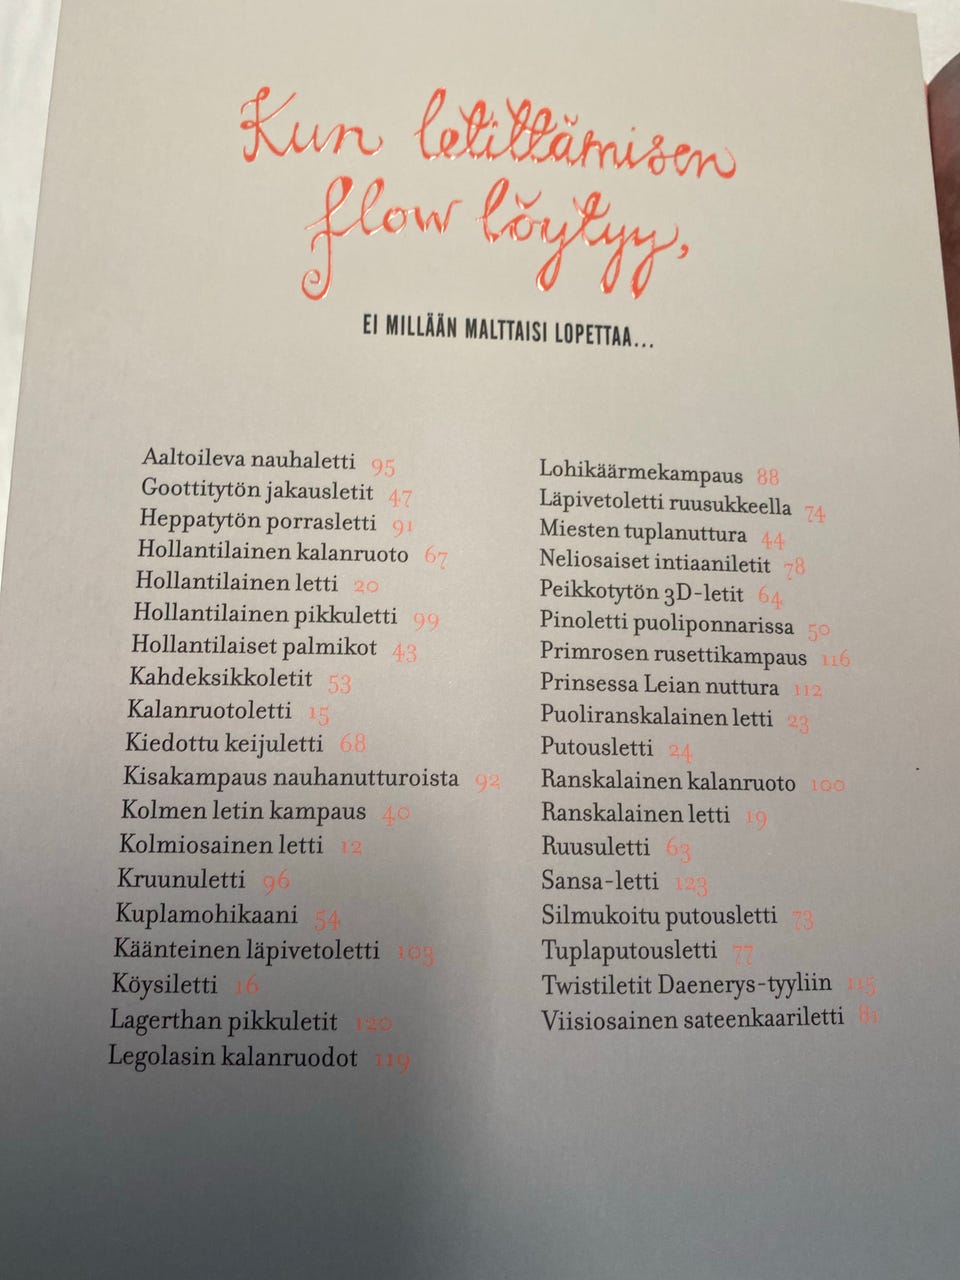 Kun letittämisen
flow löytyy,
EI MILLÄÄN MALTTAISI LOPETTAA...
Aaltoileva nauhaletti 95
Goottitytön jakausletit 47
Heppatytön porrasletti 91
Hollantilainen kalanruoto 67
Hollantilainen letti 20
Hollantilainen pikkuletti 99
Hollantilaiset palmikot 43
Kahdeksikkoletit 53
Kalanruotoletti 15
Kiedottu keijuletti 68
Kisakampaus nauhanutturoista 92
Kolmen letin kampaus 40
Kolmiosainen letti 12
Kruunuletti 96
Kuplamohikaani 54
Käänteinen läpivetoletti 103
Köysiletti 16
Lagerthan pikkuletit 120
Legolasin kalanruodot 119
Lohikäärmekampaus 88
Läpivetoletti ruusukkeella 74
Miesten tuplanuttura 44
Neliosaiset intiaaniletit 78
Peikkotytön 3D-letit 64
Pinoletti puoliponnarissa 50
Primrosen rusettikampaus 116
Prinsessa Leian nuttura 112
Puoliranskalainen letti 23
Putousletti 24
Ranskalainen kalanruoto 100
Ranskalainen letti 19
Ruusuletti 63
Sansa-letti 123
Silmukoitu putousletti 73
Tuplaputousletti 77
Twistiletit Daenerys-tyyliin 115
Viisiosainen sateenkaariletti 81